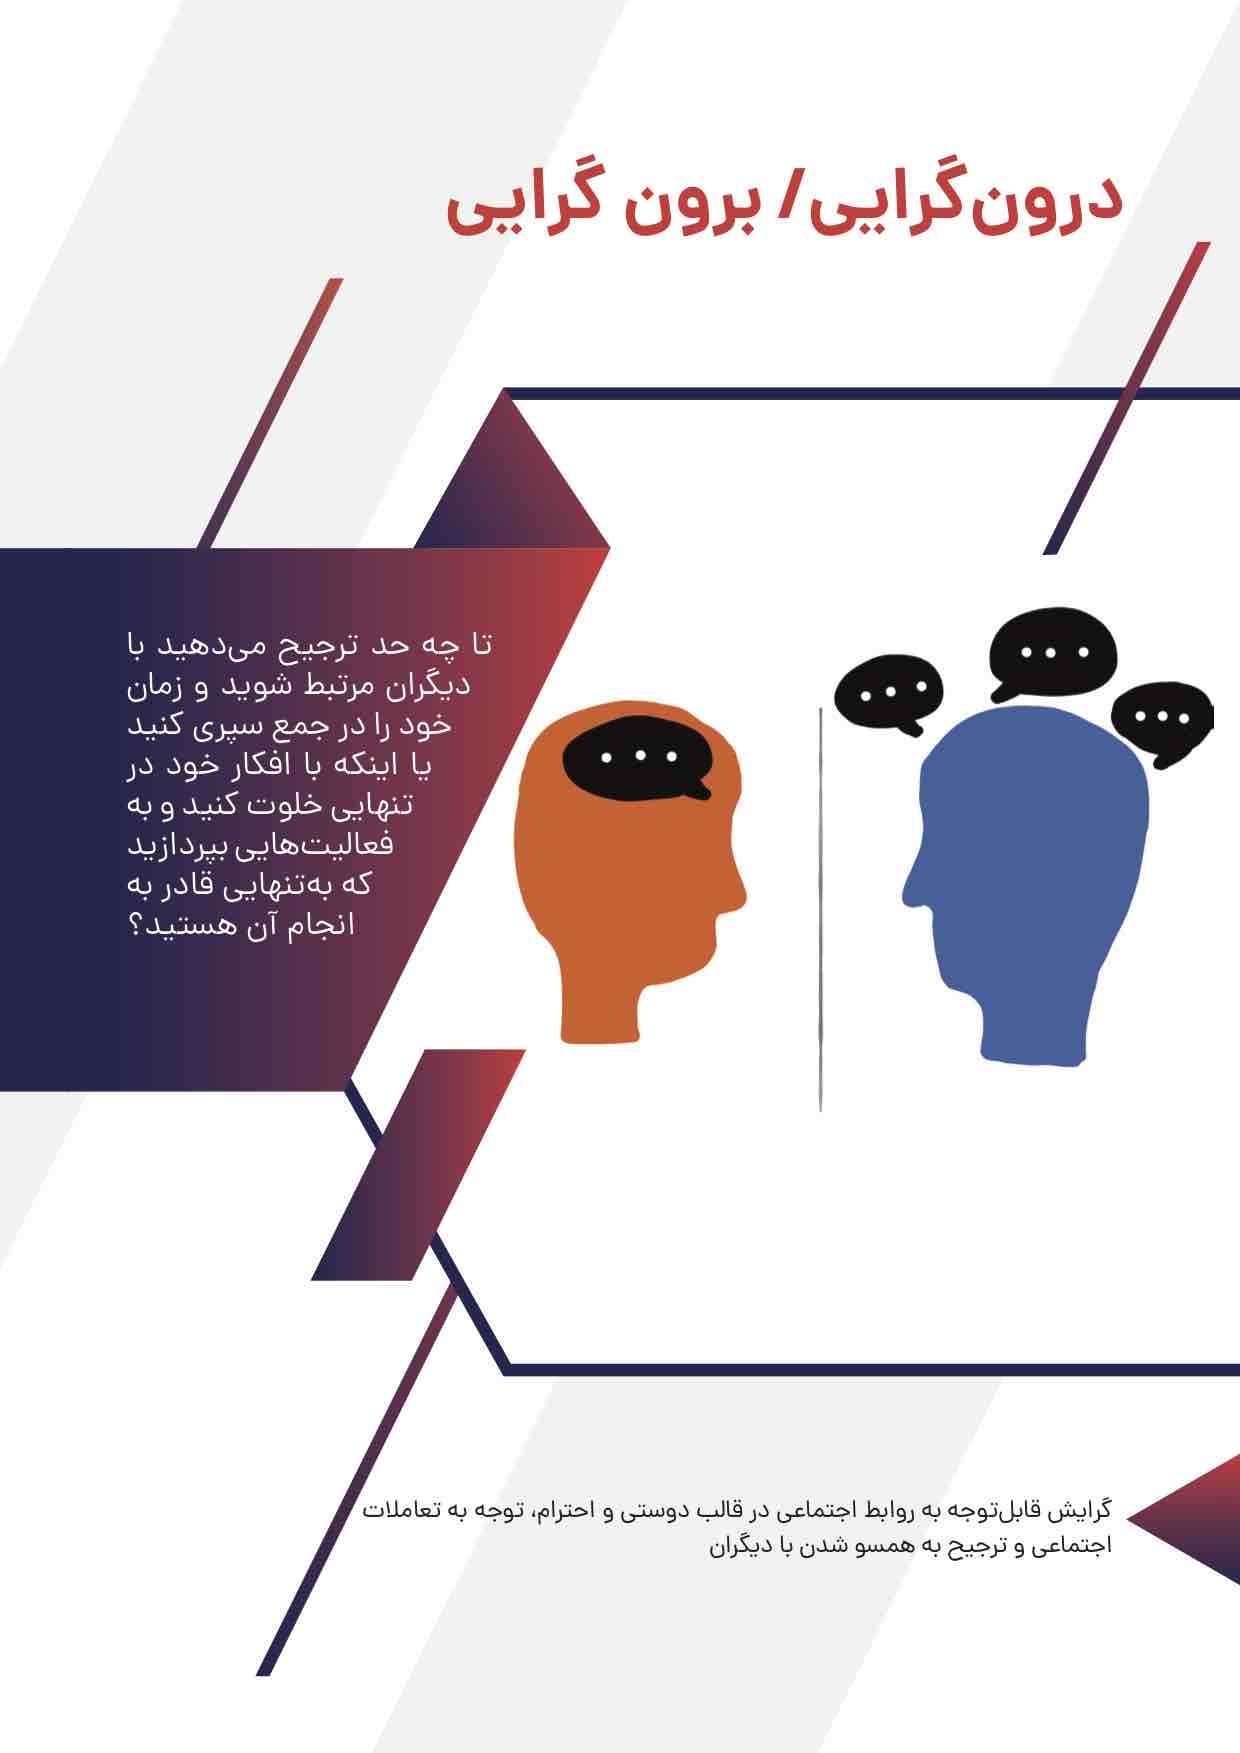 درون‌گرایی/ برون گرایی
تا چه حد ترجیح می‌دهید با
دیگران مرتبط شوید و زمان
خود را در جمع سپری کنید
یا اینکه با افکار خود در
تنهایی خلوت کنید و به
فعالیت‌هایی بپردازید
که به‌تنهایی قادر به
انجام آن هستید؟
گرایش قابل‌توجه به روابط اجتماعی در قالب دوستی و احترام، توجه به تعاملات
اجتماعی و ترجیح به همسو شدن با دیگران